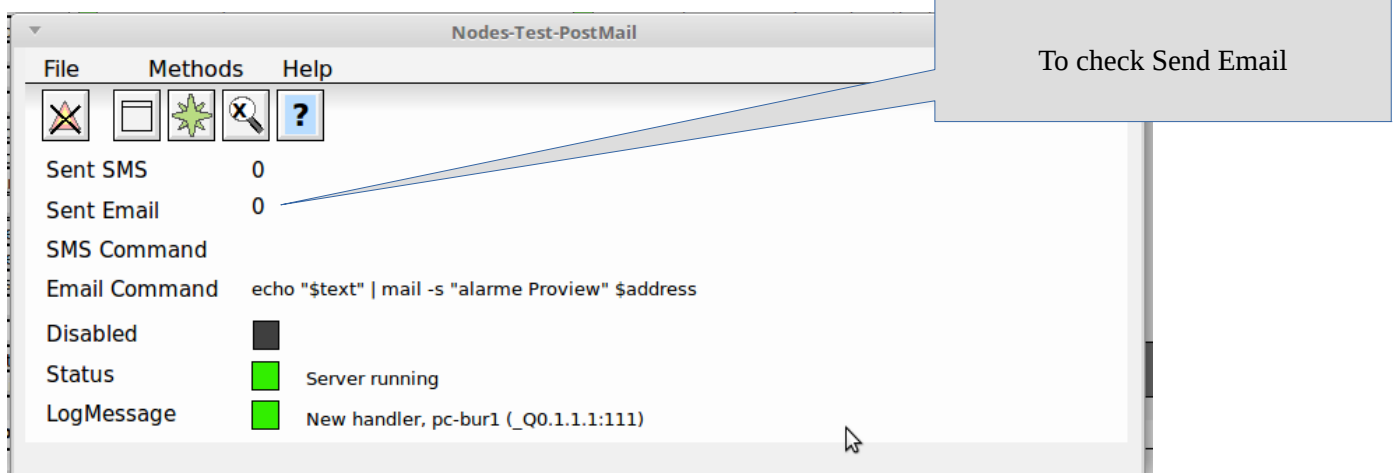 Nodes-Test-PostMail
To check Send Email
File Methods Help
X ?
Sent SMS 0
Sent Email 0
SMS Command
Email Command echo "$text" | mail -s "alarme Proview" $address
Disabled
Status Server running
LogMessage New handler, pc-bur1 (_Q0.1.1.1:111)